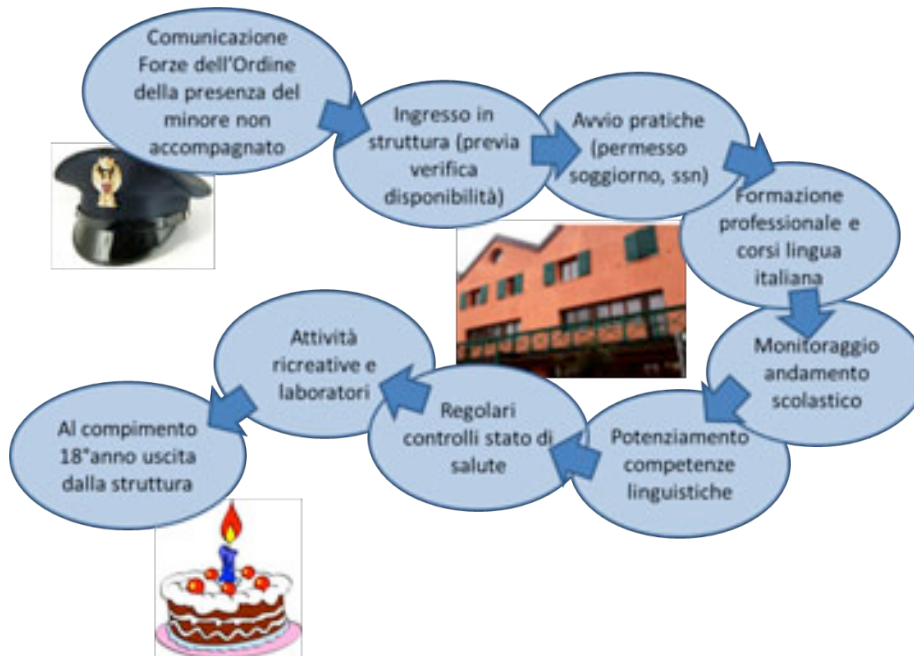 Comunicazione
Forze dell'Ordine
della presenza del
minore non
accompagnato
Ingresso in
struttura (previa
verifica
disponibilità)
Avvio pratiche
(permesso
soggiorno, ssn)
Formazione
professionale e
corsi lingua
italiana
Monitoraggio
andamento
scolastico
Potenziamento
competenze
linguistiche
Regolari
controlli stato di
salute
Attività
ricreative e
laboratori
Al compimento
18°anno uscita
dalla struttura